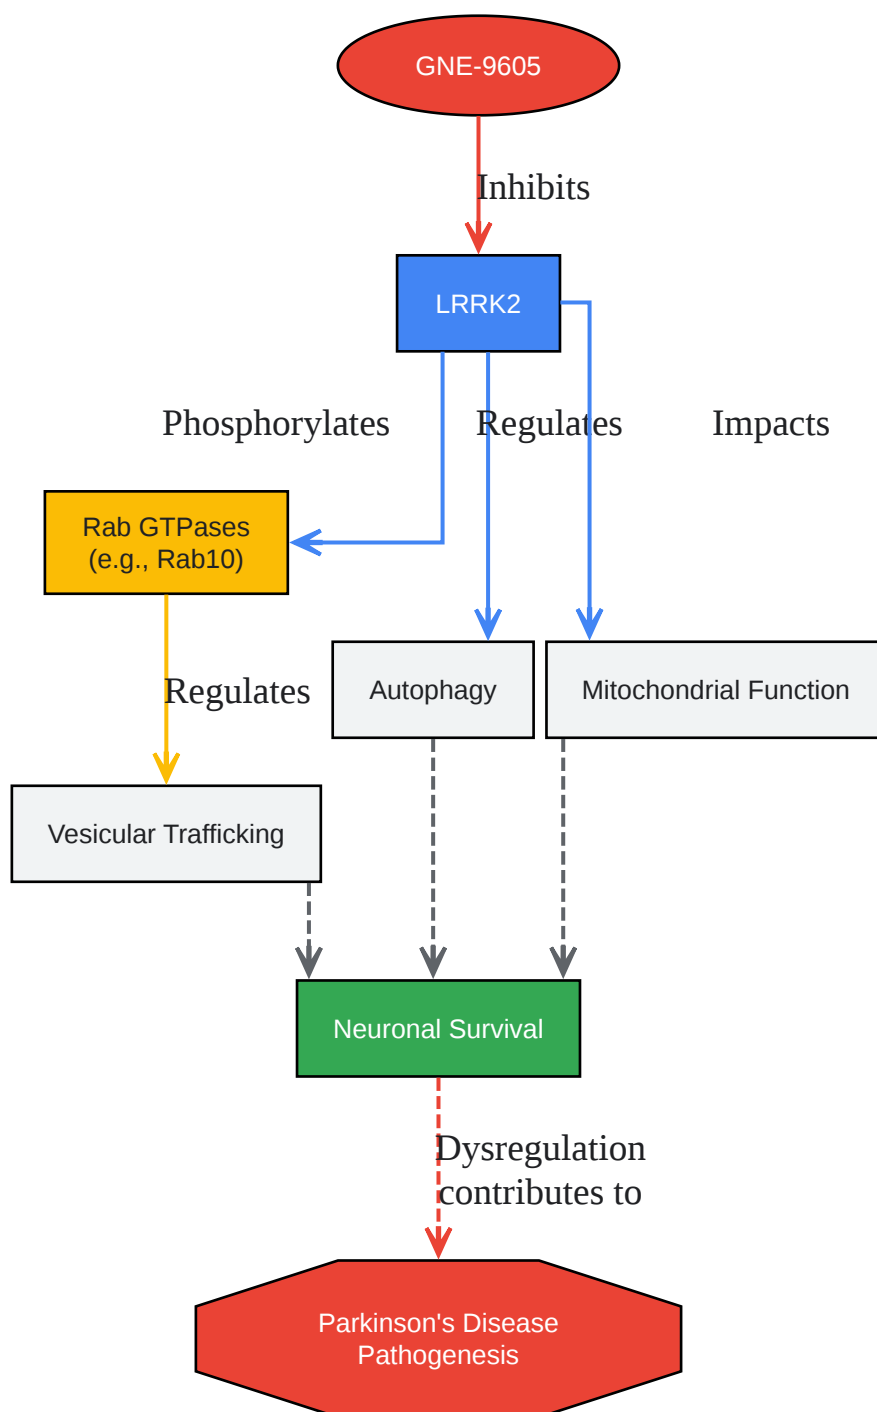 GNE-9605
Inhibits
LRRK2
Phosphorylates
Regulates
Impacts
Rab GTPases
(e.g., Rab10)
Regulates
Autophagy
Mitochondrial Function
Vesicular Trafficking
Neuronal Survival
Dysregulation
contributes to
Parkinson's Disease
Pathogenesis